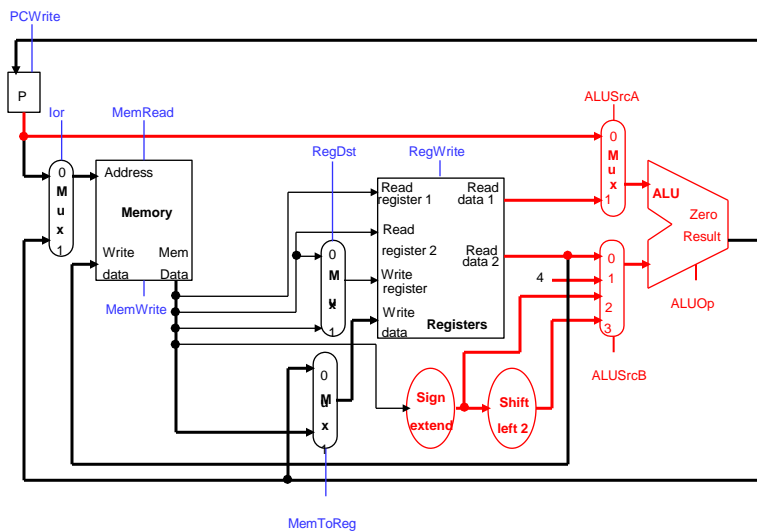 PCWrite
P
Ior
MemRead
RegDst
RegWrite
ALUSrcA
0
M
u
x
1
Address
Memory
Write
data
Mem
Data
MemWrite
0
M
u
x
1
Read
register 1
Read
register 2
Write
register
Write
data
Read
data 1
Read
data 2
Registers
0
M
u
x
1
ALU
Zero
Result
ALUOp
4
0
1
2
3
ALUSrcB
0
M
u
x
1
Sign
extend
Shift
left 2
MemToReg